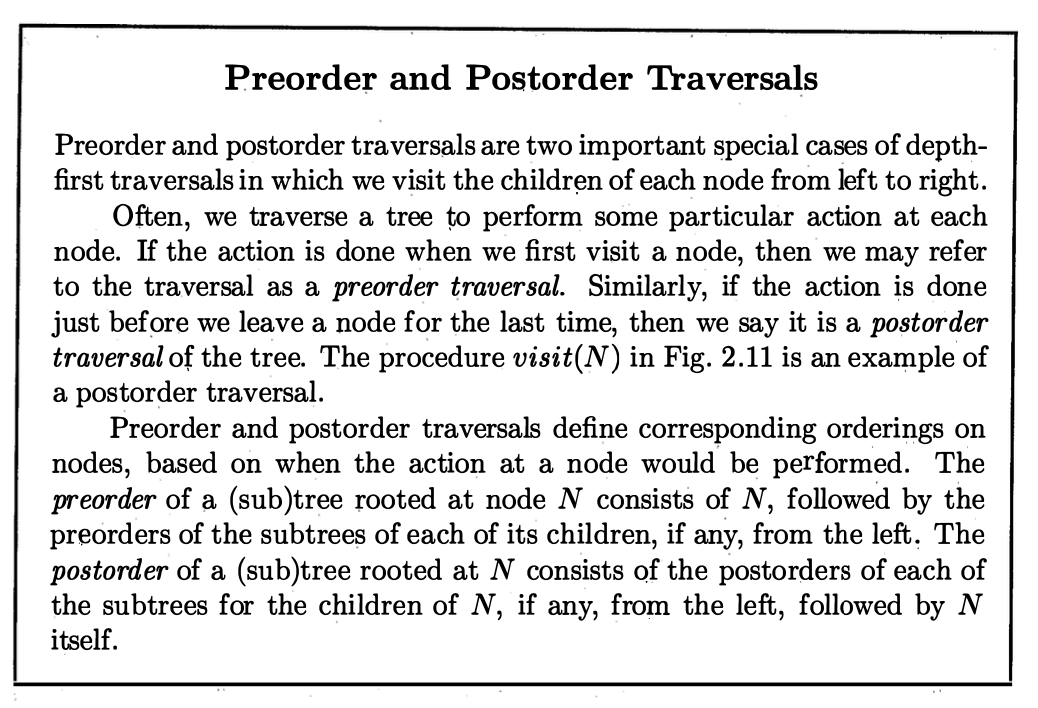 Preorder and Postorder Traversals
Preorder and postorder traversals are two important special cases of depth-
first traversals in which we visit the children of each node from left to right.
Often, we traverse a tree to perform some particular action at each
node. If the action is done when we first visit a node, then we may refer
to the traversal as a preorder traversal. Similarly, if the action is done
just before we leave a node for the last time, then we say it is a postorder
traversal of the tree. The procedure visit(N) in Fig. 2.11 is an example of
a postorder traversal.
Preorder and postorder traversals define corresponding orderings on
nodes, based on when the action at a node would be performed. The
preorder of a (sub)tree rooted at node N consists of N, followed by the
preorders of the subtrees of each of its children, if any, from the left. The
postorder of a (sub)tree rooted at N consists of the postorders of each of
the subtrees for the children of N, if any, from the left, followed by N
itself.